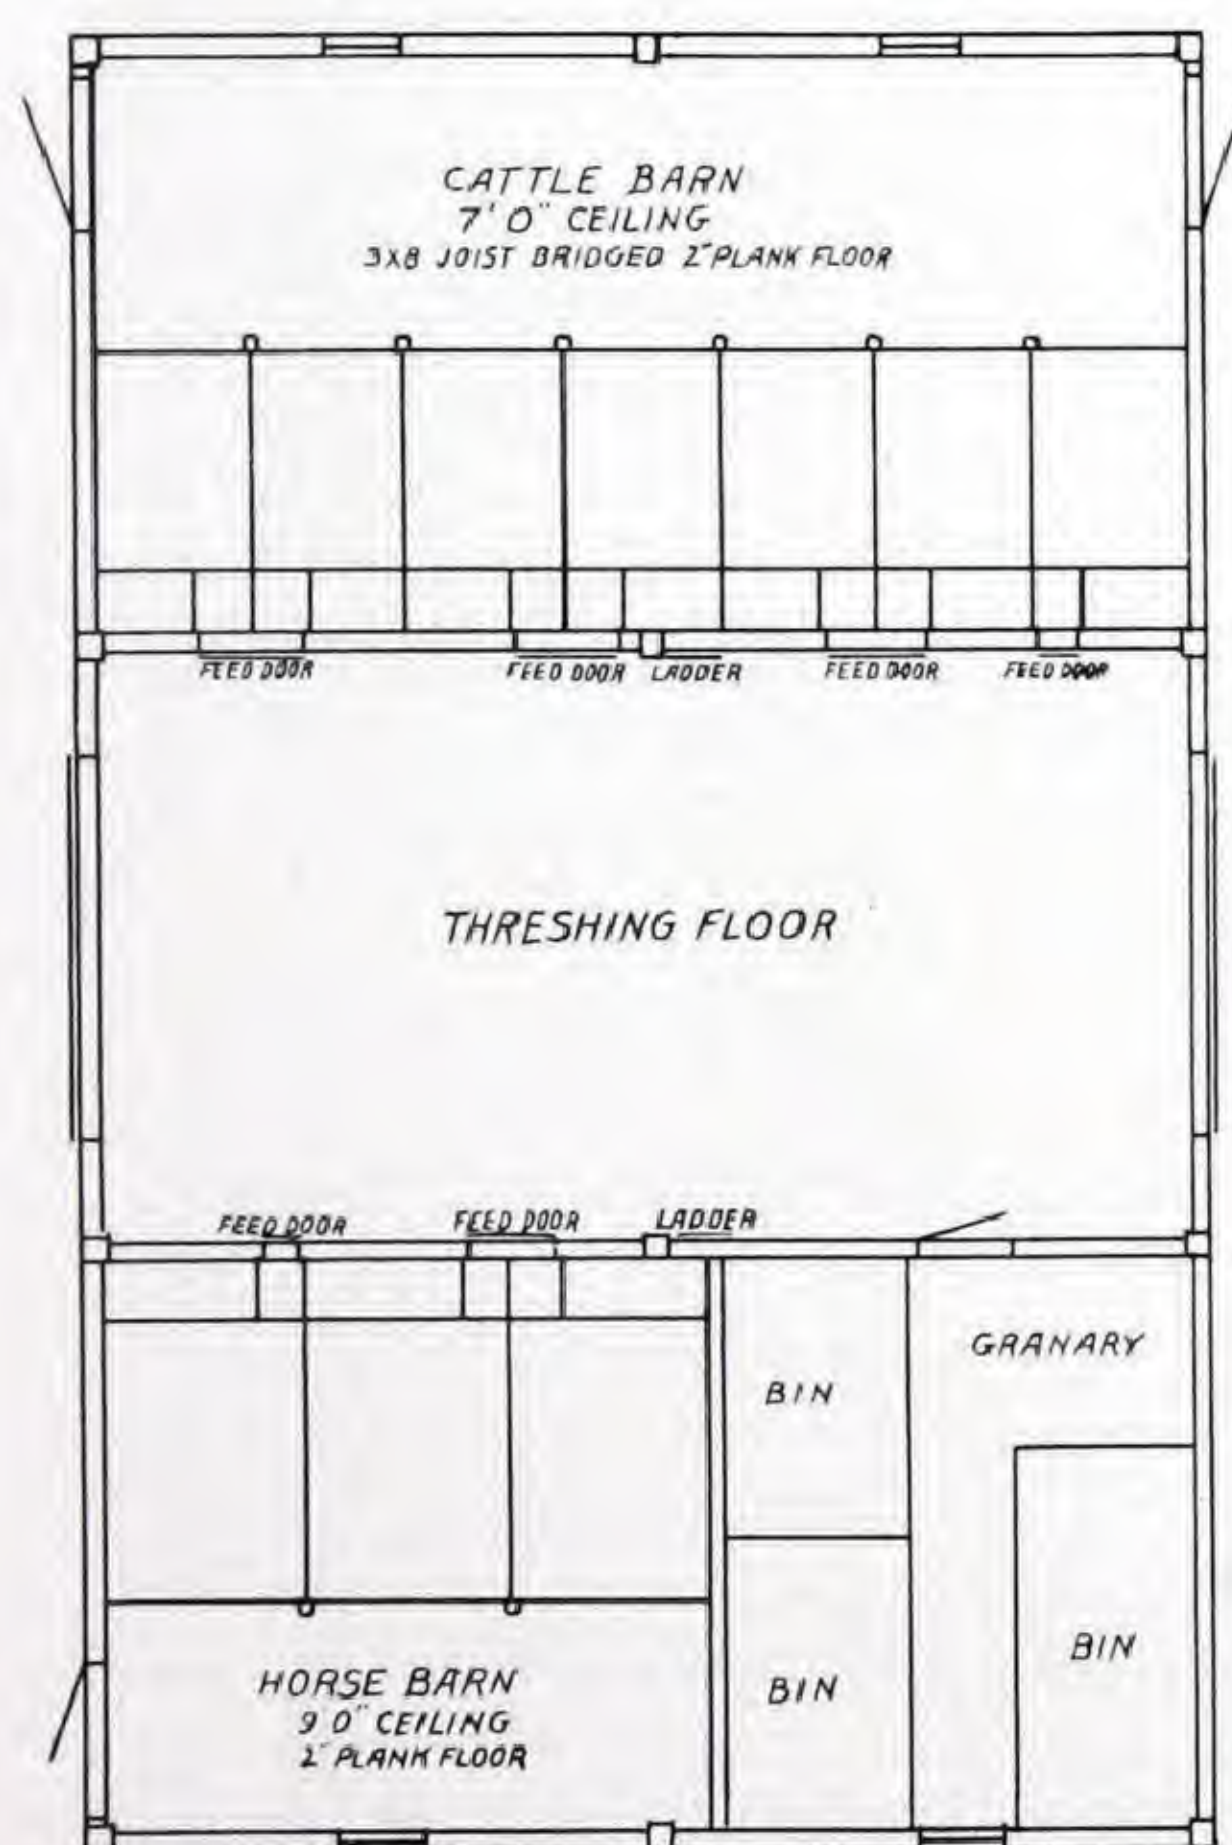 CATTLE BARN
7' 0" CEILING
3X8 JOIST BRIDGED 2" PLANK FLOOR
FEED DOOR
FEED DOOR
LADDER
FEED DOOR
FEED DOOR
THRESHING FLOOR
FEED DOOR
FEED DOOR
LADDER
GRANARY
BIN
BIN
BIN
HORSE BARN
9 0" CEILING
2" PLANK FLOOR